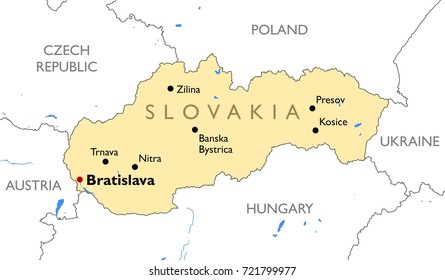 POLAND
CZECH
REPUBLIC
Zilina
SLOVAKIA
Presov
Kosice
Banska
Bystrica
UKRAINE
Trnava
Nitra
Bratislava
AUSTRIA
HUNGARY
shutterstock.com · 721799977